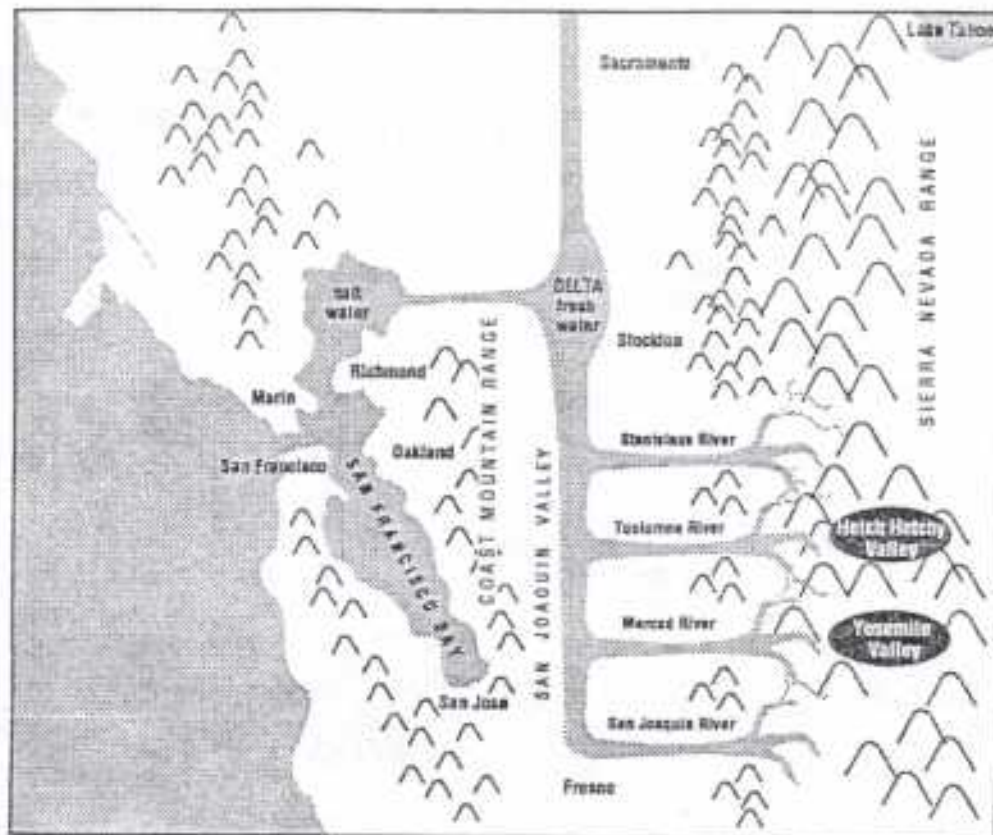 Lake Tahoe
Sacramento
SIERRA NEVADA RANGE
salt
water
DELTA
fresh
water
Stockton
Richmond
Marin
COAST MOUNTAIN RANGE
Oakland
San Francisco
SAN FRANCISCO BAY
SAN JOAQUIN VALLEY
Stanislaus River
Tuolumne River
Hetch Hetchy
Valley
Merced River
Yosemite
Valley
San Jose
San Joaquin River
Fresno